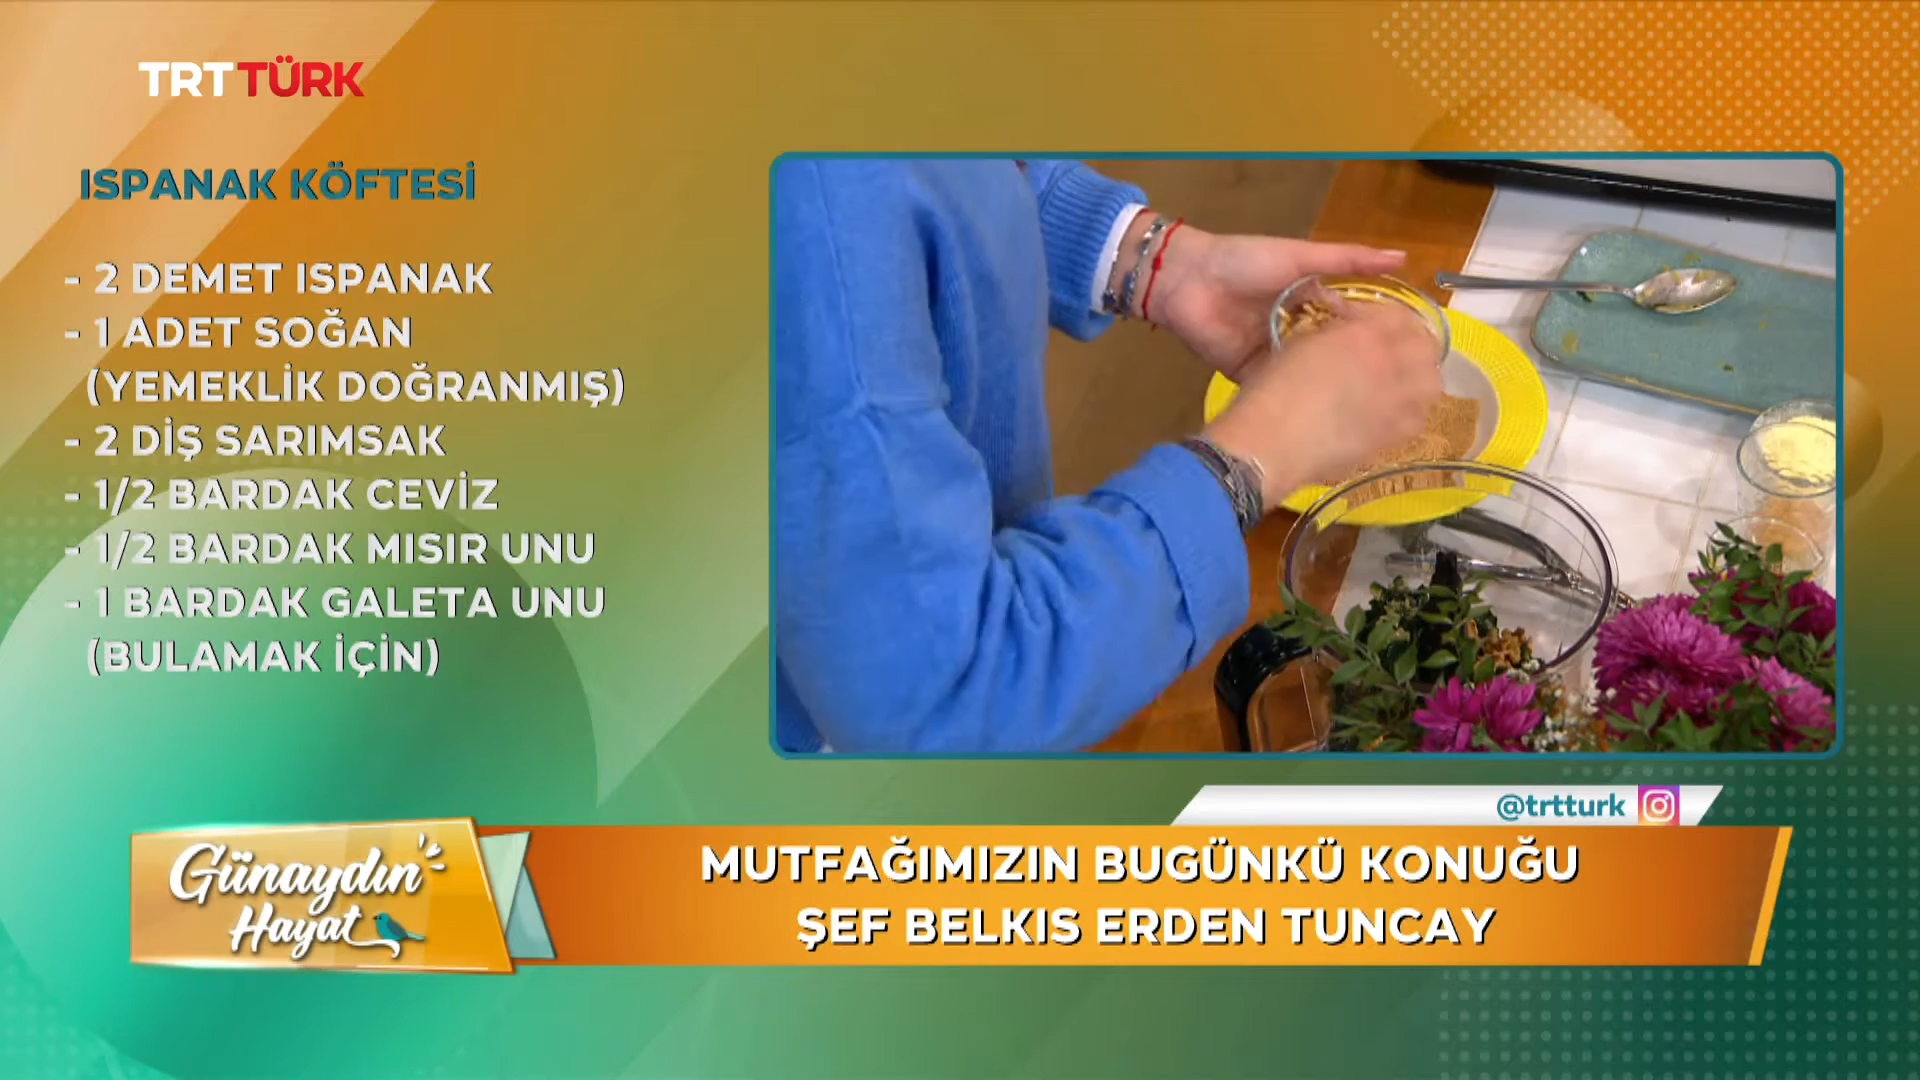 TRT TÜRK
ISPANAK KÖFTESİ
- 2 DEMET ISPANAK
- 1 ADET SOĞAN
(YEMEKLİK DOĞRANMIŞ)
- 2 DİŞ SARIMSAK
- 1/2 BARDAK CEVİZ
- 1/2 BARDAK MISIR UNU
- 1 BARDAK GALETA UNU
(BULAMAK İÇİN)
@trtturk
Günaydın
Hayat
MUTFAĞIMIZIN BUGÜNKÜ KONUĞU
ŞEF BELKIS ERDEN TUNCAY